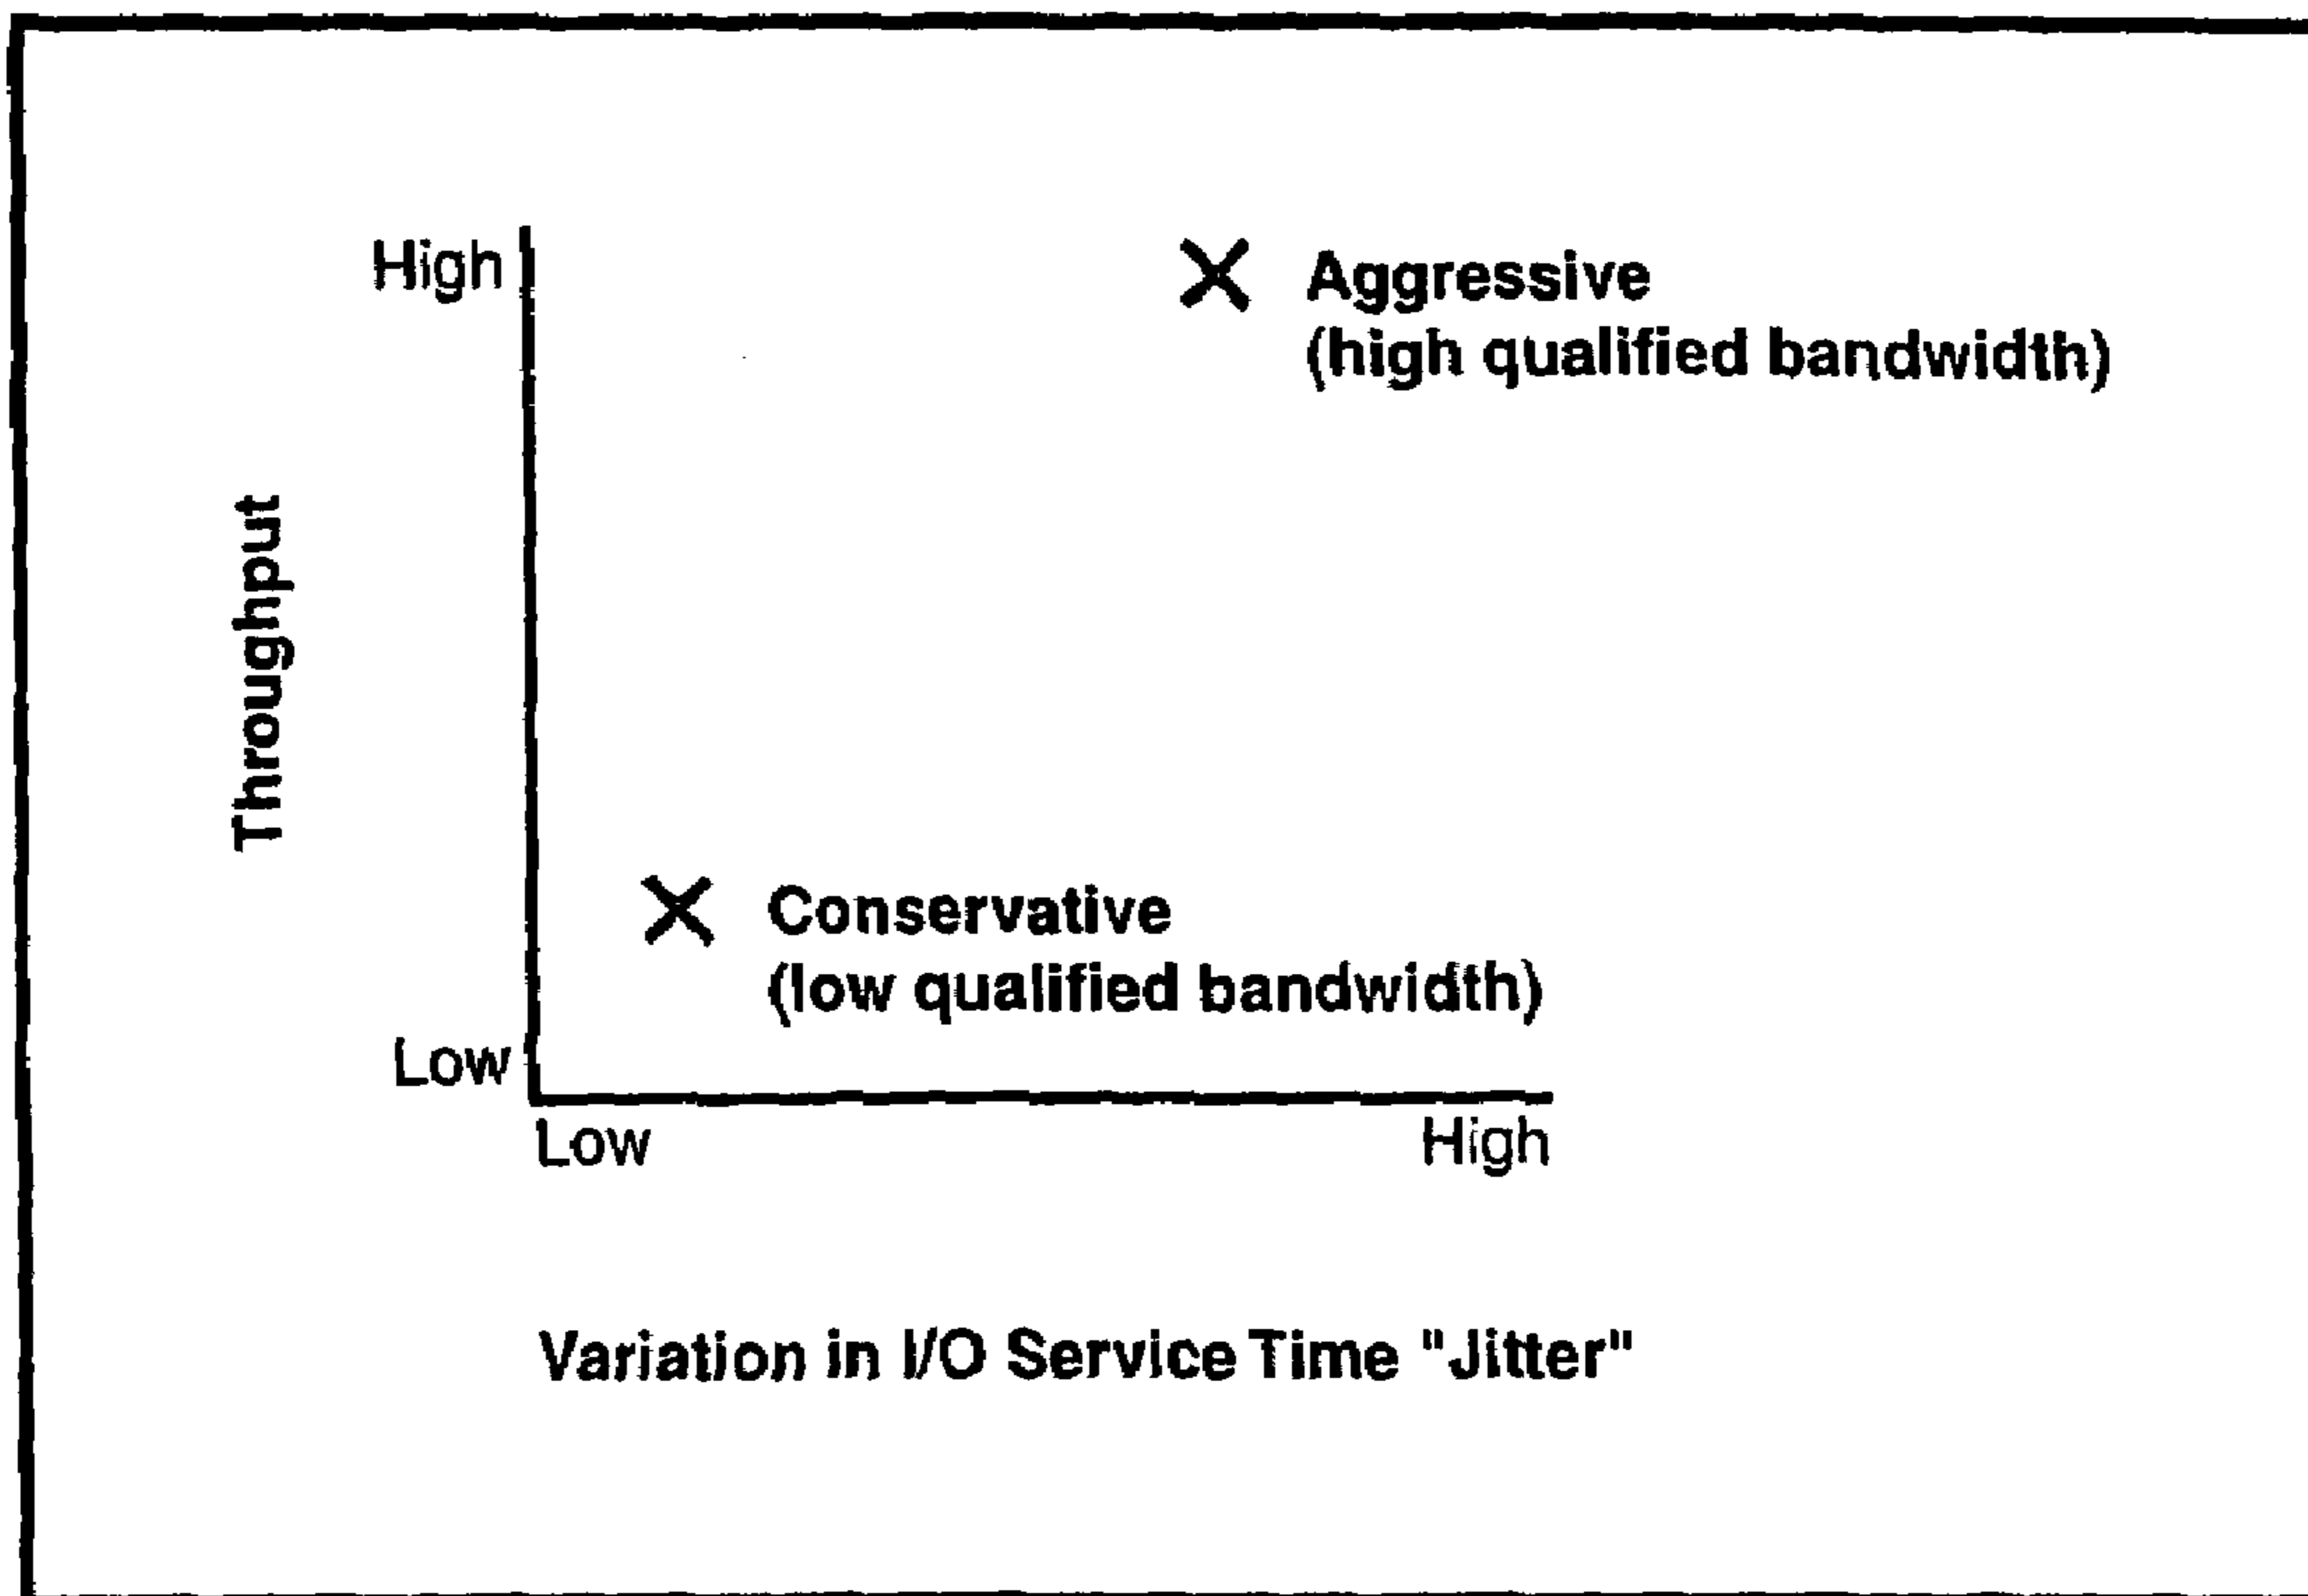 High
Aggressive
(high qualified bandwidth)
Throughput
Conservative
(low qualified bandwidth)
Low
Low
High
Variation in I/O Service Time "Jitter"